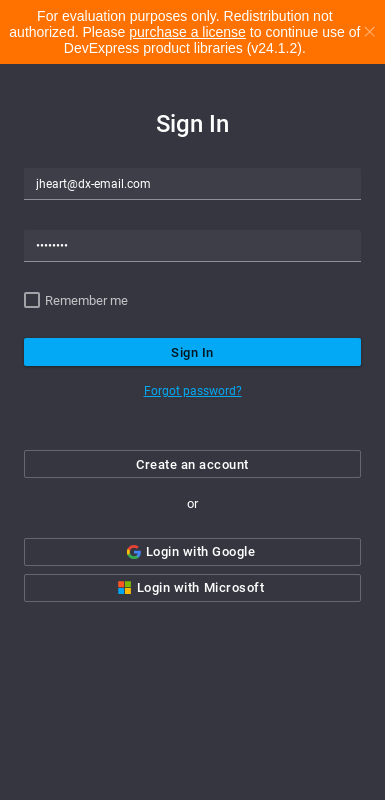 For evaluation purposes only. Redistribution not
authorized. Please purchase a license to continue use of
DevExpress product libraries (v24.1.2).
Sign In
jheart@dx-email.com
••••••••
Remember me
Sign In
Forgot password?
Create an account
or
Login with Google
Login with Microsoft